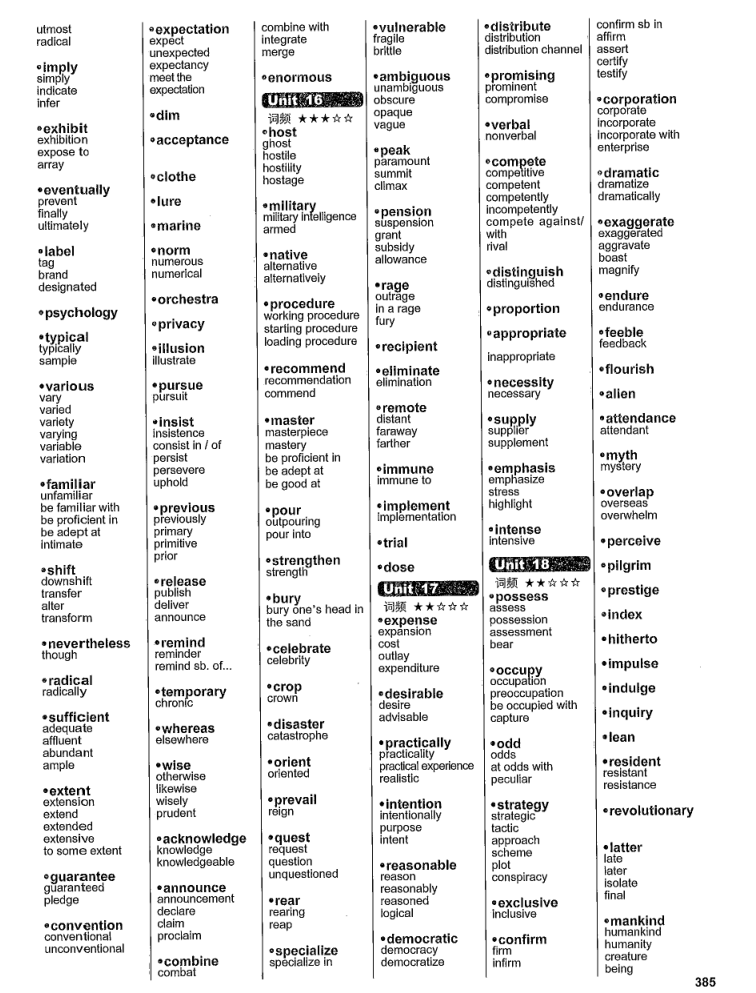 utmost
radical
•imply
simply
indicate
infer
•exhibit
exhibition
expose to
array
•eventually
prevent
finally
ultimately
•label
tag
brand
designated
•psychology
•typical
typically
sample
•various
vary
varied
variety
varying
variable
variation
•familiar
unfamiliar
be familiar with
be proficient in
be adept at
intimate
•shift
downshift
transfer
alter
transform
•nevertheless
though
•radical
radically
•sufficient
adequate
affluent
abundant
ample
•extent
extension
extend
extended
extensive
to some extent
•guarantee
guaranteed
pledge
•convention
conventional
unconventional
•expectation
expect
unexpected
expectancy
meet the
expectation
•dim
•acceptance
•clothe
•lure
•marine
•norm
numerous
numerical
•orchestra
•privacy
•illusion
illustrate
•pursue
pursuit
•insist
insistence
consist in / of
persist
persevere
uphold
•previous
previously
primary
primitive
prior
•release
publish
deliver
announce
•remind
reminder
remind sb. of...
•temporary
chronic
•whereas
elsewhere
•wise
otherwise
likewise
wisely
prudent
•acknowledge
knowledge
knowledgeable
•announce
announcement
declare
claim
proclaim
•combine
combat
combine with
integrate
merge
•enormous
Unit 16
词频 ★★★☆☆
•host
ghost
hostile
hostility
hostage
•military
military intelligence
armed
•native
alternative
alternatively
•procedure
working procedure
starting procedure
loading procedure
•recommend
recommendation
commend
•master
masterpiece
mastery
be proficient in
be adept at
be good at
•pour
outpouring
pour into
•strengthen
strength
•bury
bury one's head in
the sand
•celebrate
celebrity
•crop
crown
•disaster
catastrophe
•orient
oriented
•prevail
reign
•quest
request
question
unquestioned
•rear
rearing
reap
•specialize
specialize in
•vulnerable
fragile
brittle
•ambiguous
unambiguous
obscure
opaque
vague
•peak
paramount
summit
climax
•pension
suspension
grant
subsidy
allowance
•rage
outrage
in a rage
fury
•recipient
•eliminate
elimination
•remote
distant
faraway
farther
•immune
immune to
•implement
implementation
•trial
•dose
Unit 17
词频 ★★☆☆☆
•expense
expansion
cost
outlay
expenditure
•desirable
desire
advisable
•practically
practicality
practical experience
realistic
•intention
intentionally
purpose
intent
•reasonable
reason
reasonably
reasoned
logical
•democratic
democracy
democratize
•distribute
distribution
distribution channel
•promising
prominent
compromise
•verbal
nonverbal
•compete
competitive
competent
competently
incompetently
compete against/
with
rival
•distinguish
distinguished
•proportion
•appropriate
inappropriate
•necessity
necessary
•supply
supplier
supplement
•emphasis
emphasize
stress
highlight
•intense
intensive
Unit 18
词频 ★★☆☆☆
•possess
assess
possession
assessment
bear
•occupy
occupation
preoccupation
be occupied with
capture
•odd
odds
at odds with
peculiar
•strategy
strategic
tactic
approach
scheme
plot
conspiracy
•exclusive
inclusive
•confirm
firm
infirm
confirm sb in
affirm
assert
certify
testify
•corporation
corporate
incorporate
incorporate with
enterprise
•dramatic
dramatize
dramatically
•exaggerate
exaggerated
aggravate
boast
magnify
•endure
endurance
•feeble
feedback
•flourish
•alien
•attendance
attendant
•myth
mystery
•overlap
overseas
overwhelm
•perceive
•pilgrim
•prestige
•index
•hitherto
•impulse
•indulge
•inquiry
•lean
•resident
resistant
resistance
•revolutionary
•latter
late
later
isolate
final
•mankind
humankind
humanity
creature
being
385